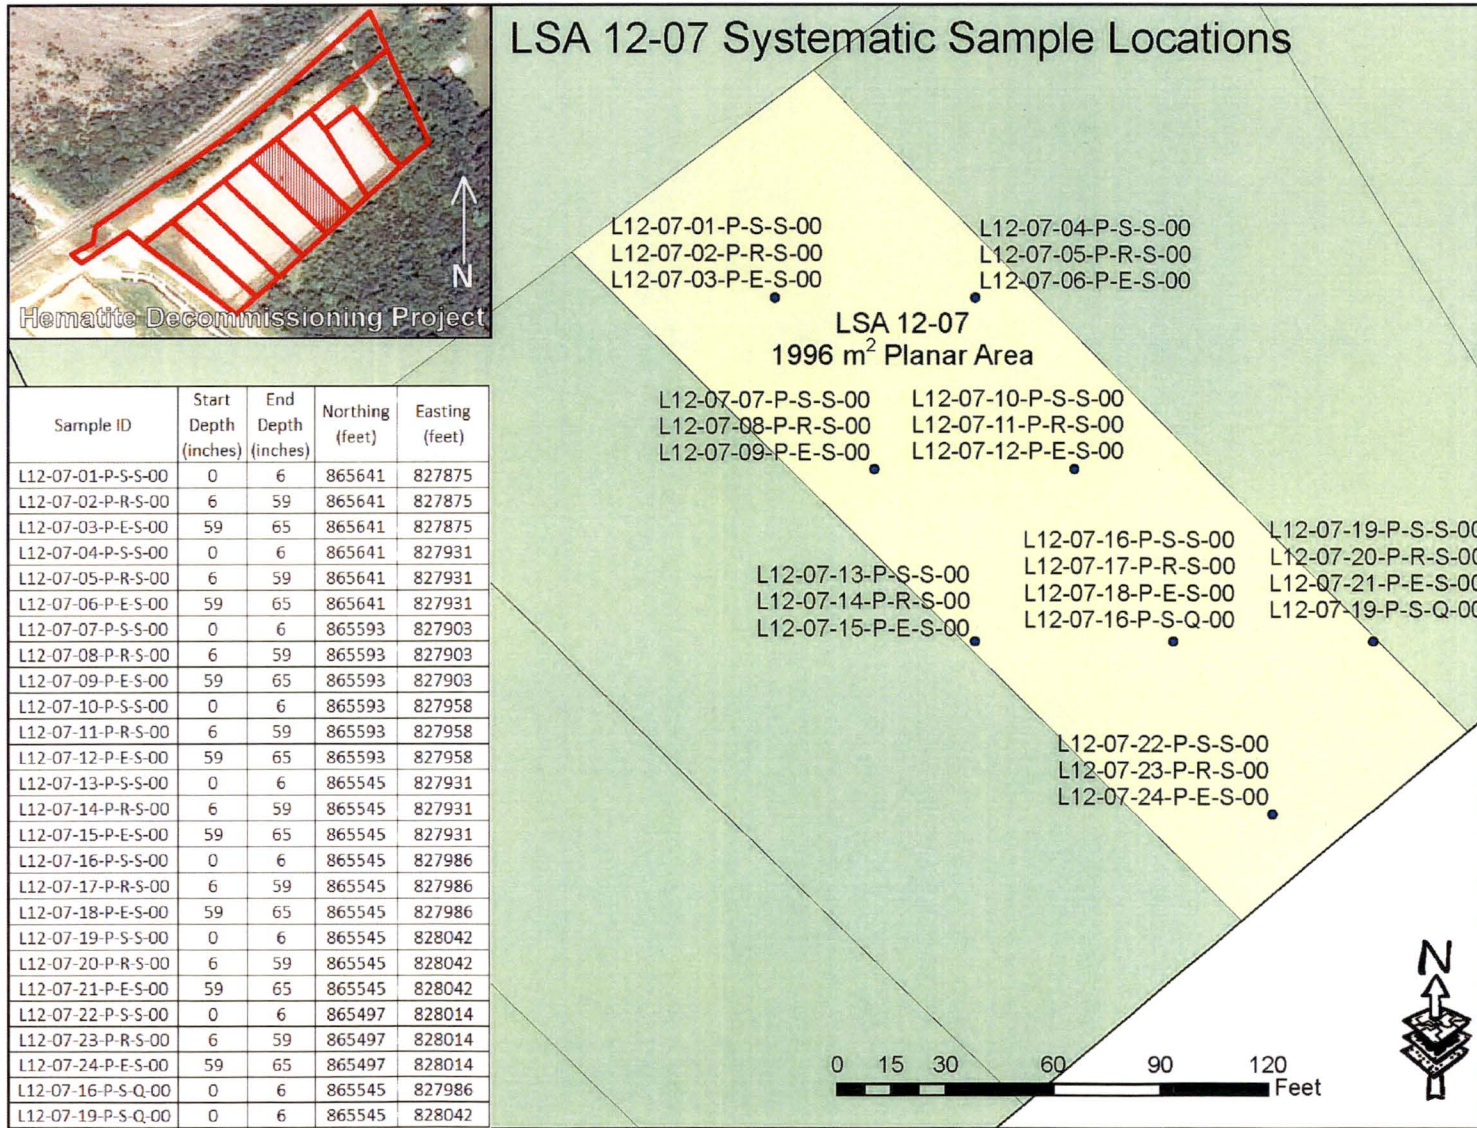 LSA 12-07 Systematic Sample Locations
N
Hematite Decommissioning Project
Sample ID Start Depth (inches) End Depth (inches) Northing (feet) Easting (feet)
L12-07-01-P-S-S-00 0 6 865641 827875
L12-07-02-P-R-S-00 6 59 865641 827875
L12-07-03-P-E-S-00 59 65 865641 827875
L12-07-04-P-S-S-00 0 6 865641 827931
L12-07-05-P-R-S-00 6 59 865641 827931
L12-07-06-P-E-S-00 59 65 865641 827931
L12-07-07-P-S-S-00 0 6 865593 827903
L12-07-08-P-R-S-00 6 59 865593 827903
L12-07-09-P-E-S-00 59 65 865593 827903
L12-07-10-P-S-S-00 0 6 865593 827958
L12-07-11-P-R-S-00 6 59 865593 827958
L12-07-12-P-E-S-00 59 65 865593 827958
L12-07-13-P-S-S-00 0 6 865545 827931
L12-07-14-P-R-S-00 6 59 865545 827931
L12-07-15-P-E-S-00 59 65 865545 827931
L12-07-16-P-S-S-00 0 6 865545 827986
L12-07-17-P-R-S-00 6 59 865545 827986
L12-07-18-P-E-S-00 59 65 865545 827986
L12-07-19-P-S-S-00 0 6 865545 828042
L12-07-20-P-R-S-00 6 59 865545 828042
L12-07-21-P-E-S-00 59 65 865545 828042
L12-07-22-P-S-S-00 0 6 865497 828014
L12-07-23-P-R-S-00 6 59 865497 828014
L12-07-24-P-E-S-00 59 65 865497 828014
L12-07-16-P-S-Q-00 0 6 865545 827986
L12-07-19-P-S-Q-00 0 6 865545 828042
L12-07-01-P-S-S-00
L12-07-02-P-R-S-00
L12-07-03-P-E-S-00
L12-07-04-P-S-S-00
L12-07-05-P-R-S-00
L12-07-06-P-E-S-00
LSA 12-07
1996 m² Planar Area
L12-07-07-P-S-S-00
L12-07-08-P-R-S-00
L12-07-09-P-E-S-00
L12-07-10-P-S-S-00
L12-07-11-P-R-S-00
L12-07-12-P-E-S-00
L12-07-13-P-S-S-00
L12-07-14-P-R-S-00
L12-07-15-P-E-S-00
L12-07-16-P-S-S-00
L12-07-17-P-R-S-00
L12-07-18-P-E-S-00
L12-07-16-P-S-Q-00
L12-07-19-P-S-S-00
L12-07-20-P-R-S-00
L12-07-21-P-E-S-00
L12-07-19-P-S-Q-00
L12-07-22-P-S-S-00
L12-07-23-P-R-S-00
L12-07-24-P-E-S-00
N
0 15 30 60 90 120
Feet